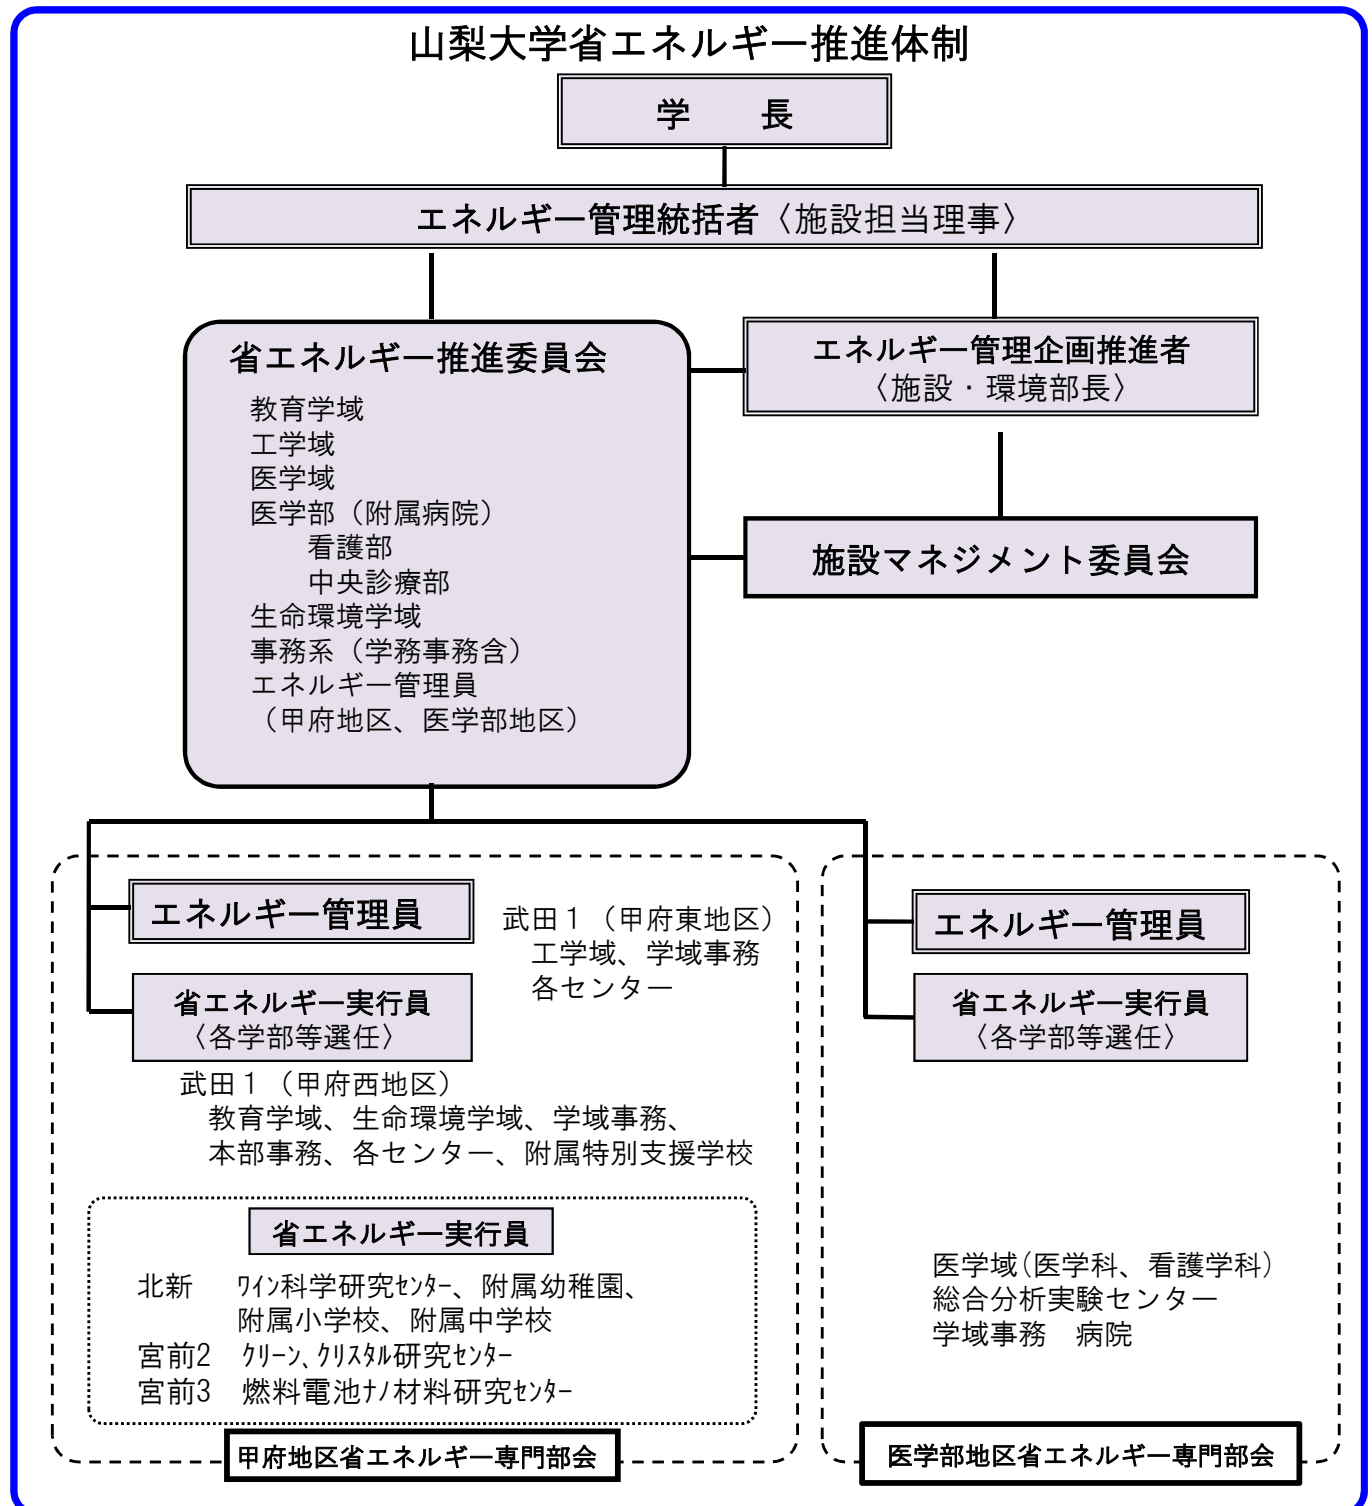 山梨大学省エネルギー推進体制
学　　長
エネルギー管理統括者〈施設担当理事〉
省エネルギー推進委員会
教育学域
工学域
医学域
医学部（附属病院）
看護部
中央診療部
生命環境学域
事務系（学務事務含）
エネルギー管理員
（甲府地区、医学部地区）
エネルギー管理企画推進者
〈施設・環境部長〉
施設マネジメント委員会
エネルギー管理員
武田１（甲府東地区）
工学域、学域事務
各センター
省エネルギー実行員
〈各学部等選任〉
武田１（甲府西地区）
教育学域、生命環境学域、学域事務、
本部事務、各センター、附属特別支援学校
省エネルギー実行員
北新　ﾜｲﾝ科学研究ｾﾝﾀｰ、附属幼稚園、
附属小学校、附属中学校
宮前2　ｸﾘｰﾝ､ｸﾘｽﾀﾙ研究ｾﾝﾀｰ
宮前3　燃料電池ﾅﾉ材料研究ｾﾝﾀｰ
甲府地区省エネルギー専門部会
エネルギー管理員
省エネルギー実行員
〈各学部等選任〉
医学域(医学科、看護学科)
総合分析実験センター
学域事務　病院
医学部地区省エネルギー専門部会